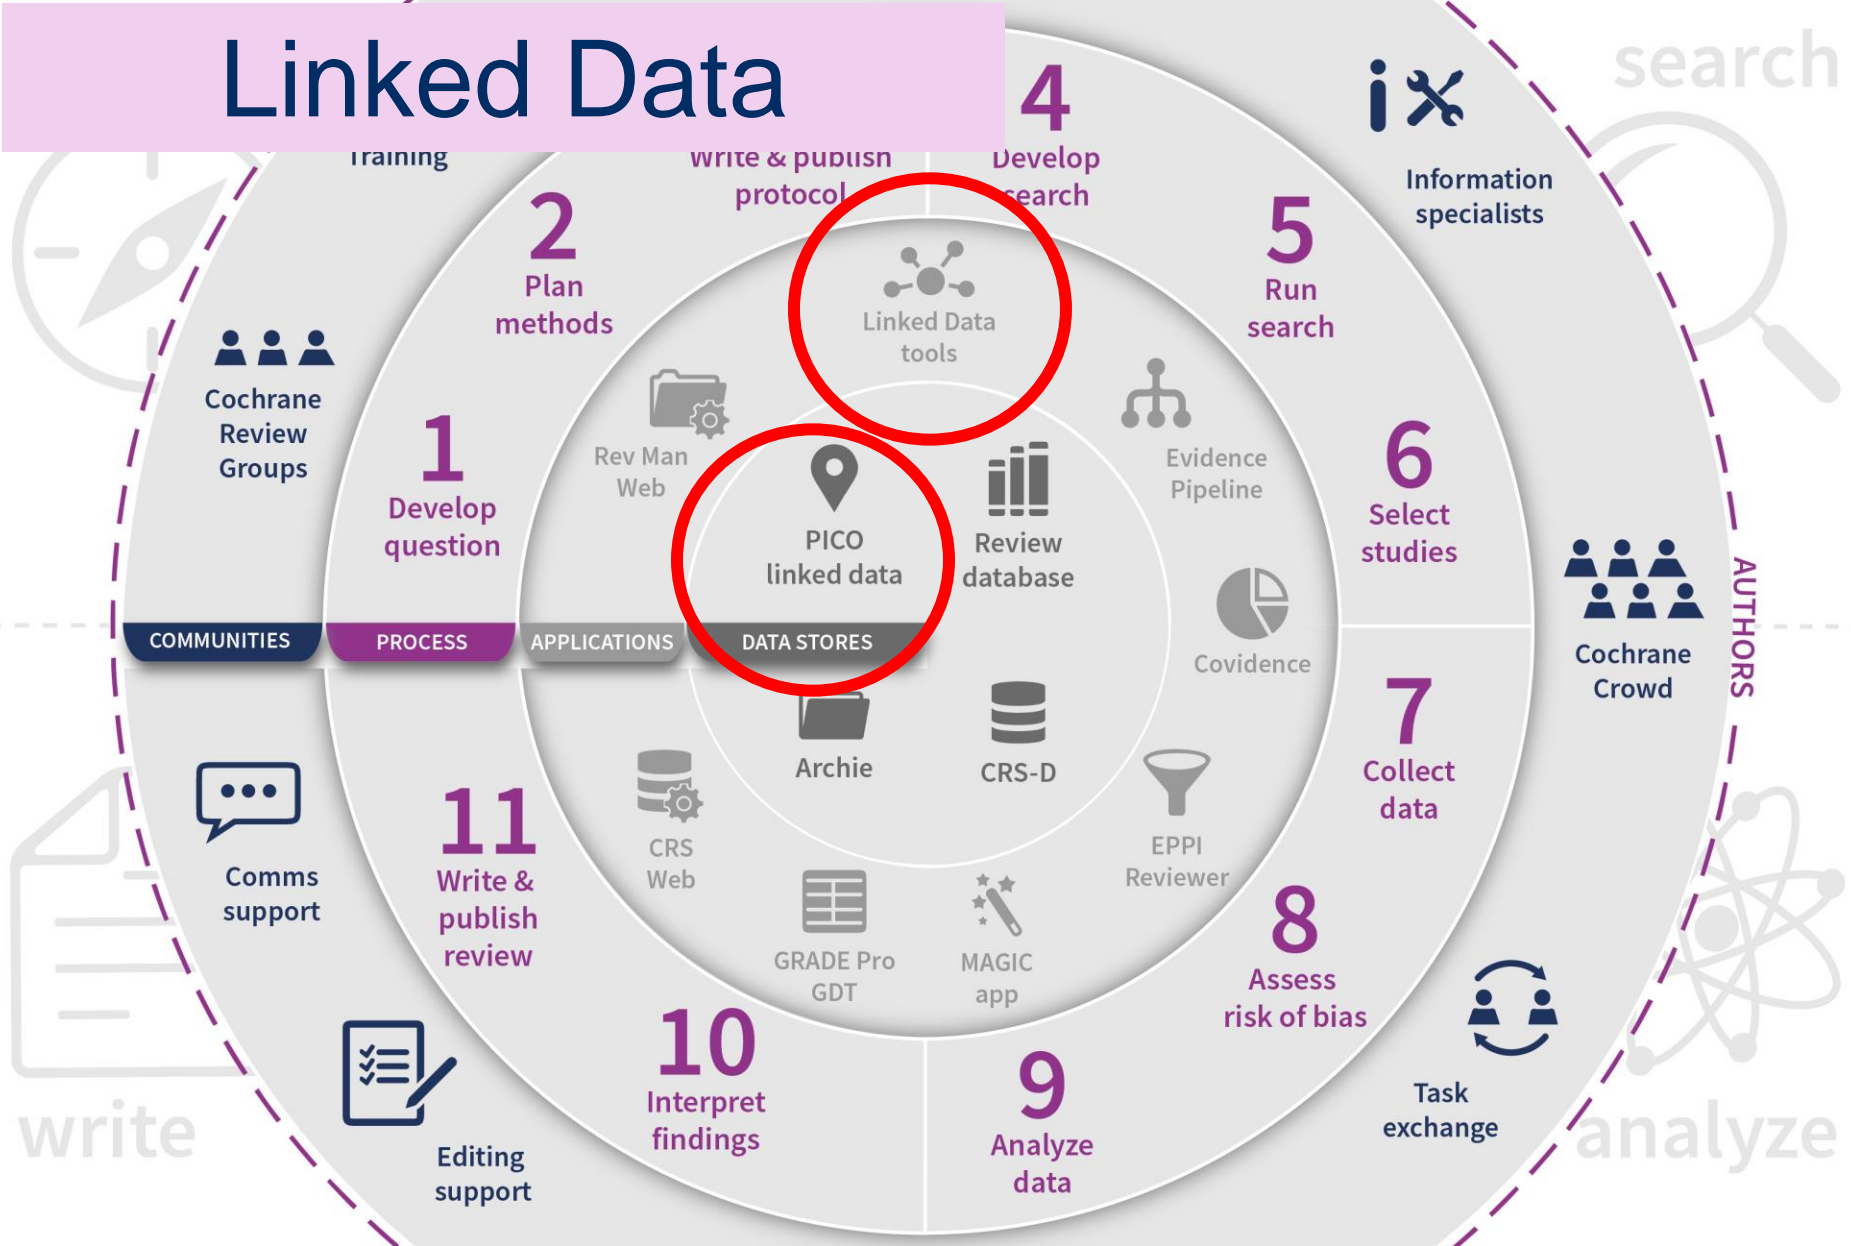 Linked Data
search
Training
Write & publish
protocol
4
Develop
search
Information
specialists
2
Plan
methods
5
Run
search
Linked Data
tools
Cochrane
Review
Groups
1
Develop
question
Rev Man
Web
PICO
linked data
Review
database
Evidence
Pipeline
6
Select
studies
Covidence
Cochrane
Crowd
AUTHORS
COMMUNITIES
PROCESS
APPLICATIONS
DATA STORES
Archie
CRS-D
7
Collect
data
Comms
support
11
Write &
publish
review
CRS
Web
GRADE Pro
GDT
MAGIC
app
EPPI
Reviewer
8
Assess
risk of bias
10
Interpret
findings
9
Analyze
data
Task
exchange
Editing
support
write
analyze